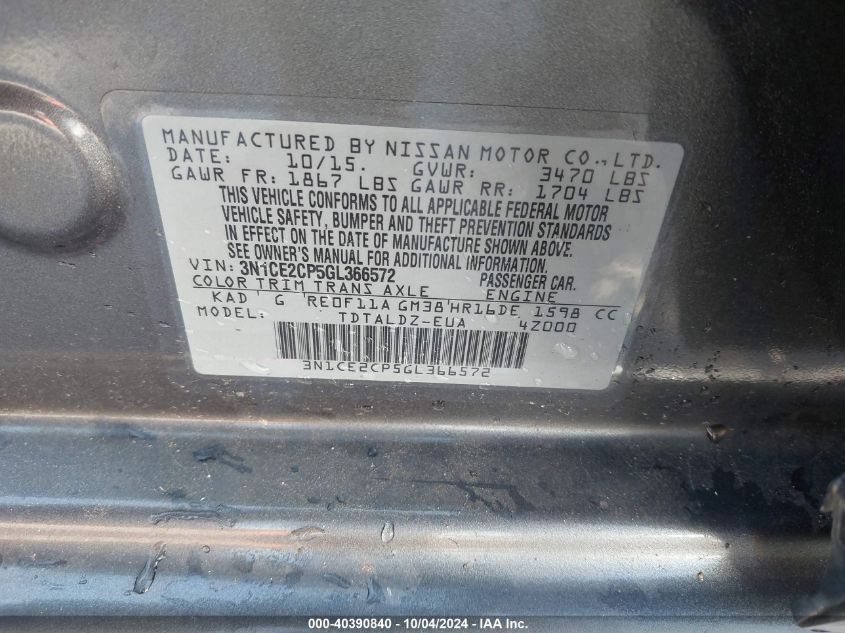 MANUFACTURED BY NISSAN MOTOR CO., LTD.
DATE: 10/15. GVWR: 3470 LBS
GAWR FR: 1867 LBS GAWR RR: 1704 LBS
THIS VEHICLE CONFORMS TO ALL APPLICABLE FEDERAL MOTOR
VEHICLE SAFETY, BUMPER AND THEFT PREVENTION STANDARDS
IN EFFECT ON THE DATE OF MANUFACTURE SHOWN ABOVE.
SEE OWNER'S MANUAL FOR ADDITIONAL INFORMATION.
VIN: 3N1CE2CP5GL366572 PASSENGER CAR.
COLOR TRIM TRANS AXLE ENGINE
KAD G RE0F11A GM38 HR16DE 1598 CC
MODEL: TDTALDZ-EUA 4Z000
3N1CE2CP5GL366572
000-40390840 - 10/04/2024 - IAA Inc.